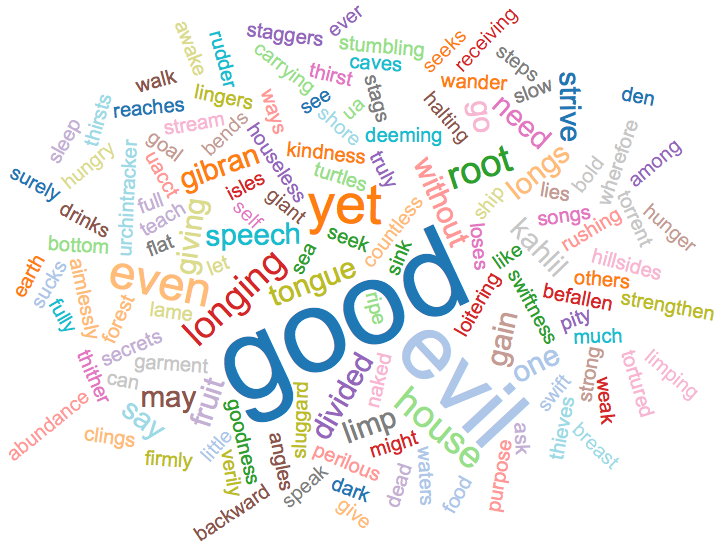 awake
rudder
staggers
stumbling
receiving
carrying
caves
seeks
steps
walk
lingers
thirst
stags
wander
slow
strive
den
sleep
thirsts
reaches
stream
bends
ways
see
ua
shore
halting
need
go
deeming
hungry
goal
houseless
kindness
truly
root
longs
bold
wherefore
among
surely
drinks
uacct
gibran
isles
turtles
without
lies
torrent
hunger
urchintracker
full
teach
self
giant
yet
countless
ship
songs
rushing
bottom
flat
giving
speech
sea
seek
sink
loses
kahlil
hillsides
earth
aimlessly
even
let
longing
tongue
like
swiftness
others
sucks
forest
lame
good
ripe
loitering
befallen
strengthen
fully
secrets
evil
gain
pity
much
thither
garment
can
fruit
divided
naked
one
strong
tortured
limping
abundance
may
say
sluggard
limp
house
swift
weak
clings
little
goodness
might
ask
thieves
breast
firmly
verily
angles
perilous
dead
waters
purpose
backward
speak
dark
food
give